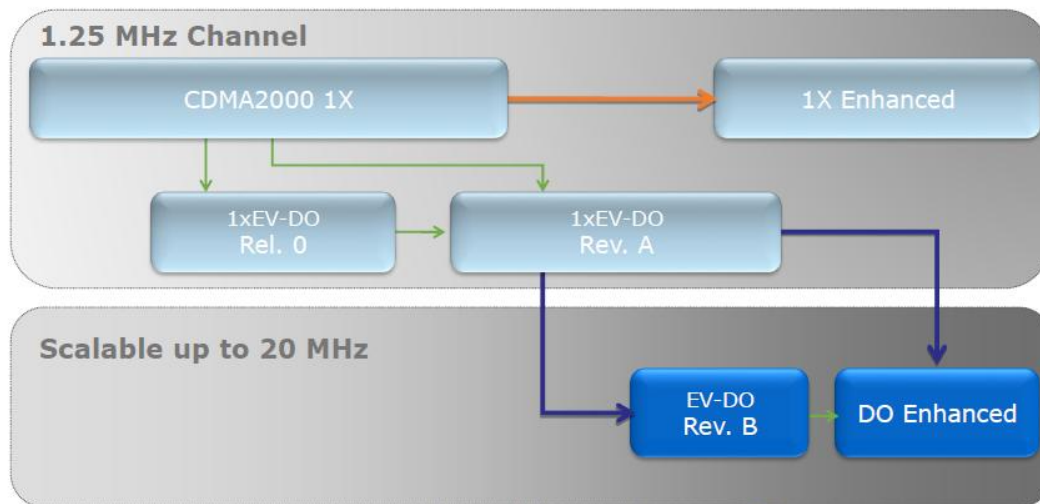 1.25 MHz Channel
CDMA2000 1X
1X Enhanced
1xEV-DO
Rel. 0
1xEV-DO
Rev. A
Scalable up to 20 MHz
EV-DO
Rev. B
DO Enhanced